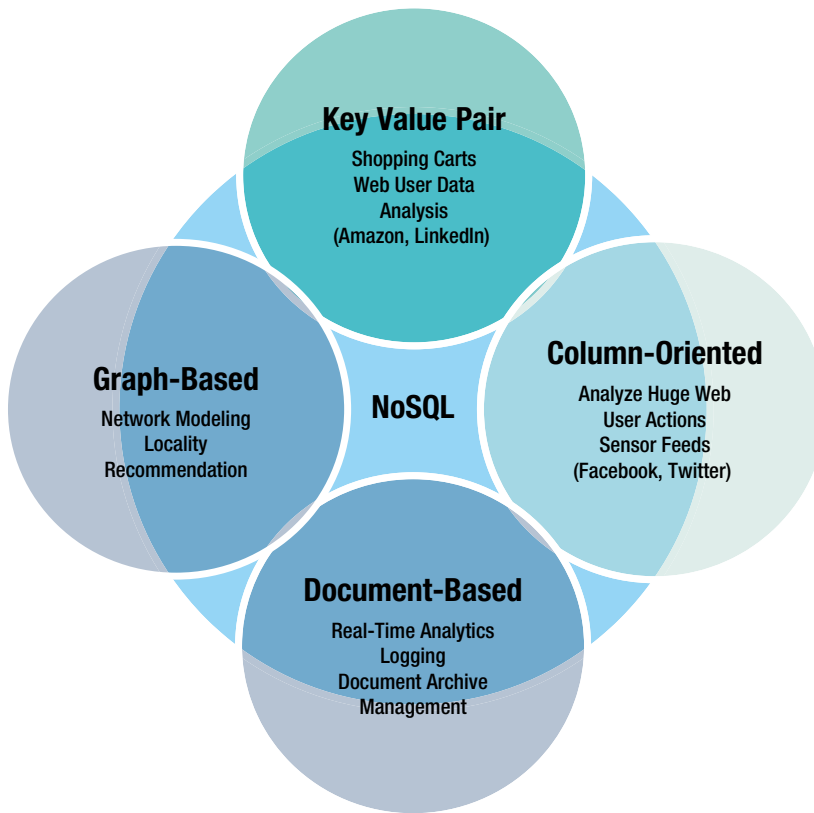 Key Value Pair
Shopping Carts
Web User Data
Analysis
(Amazon, LinkedIn)
Graph-Based
Network Modeling
Locality
Recommendation
NoSQL
Column-Oriented
Analyze Huge Web
User Actions
Sensor Feeds
(Facebook, Twitter)
Document-Based
Real-Time Analytics
Logging
Document Archive
Management